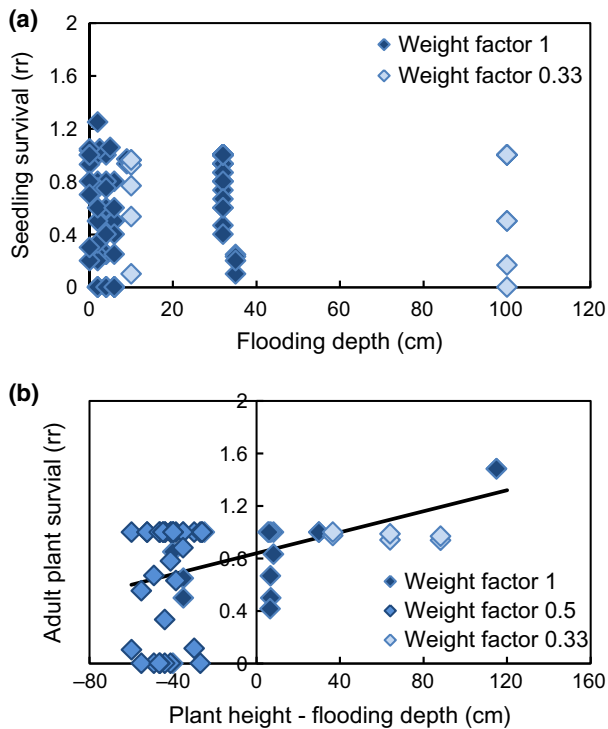 (a)
2
1.6
1.2
0.8
0.4
0
Seedling survival (rr)
Weight factor 1
Weight factor 0.33
0 20 40 60 80 100 120
Flooding depth (cm)
(b)
2
1.6
1.2
0.8
0.4
0
Adult plant survial (rr)
Weight factor 1
Weight factor 0.5
Weight factor 0.33
–80 –40 0 40 80 120 160
Plant height - flooding depth (cm)